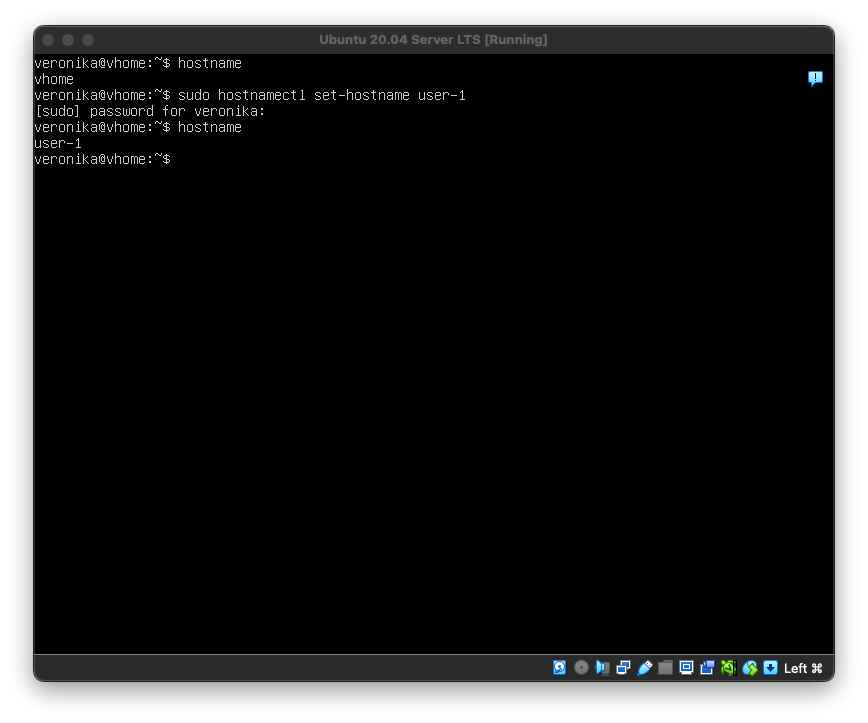 Ubuntu 20.04 Server LTS [Running]
veronika@vhome:~$ hostname
vhome
veronika@vhome:~$ sudo hostnamectl set-hostname user-1
[sudo] password for veronika:
veronika@vhome:~$ hostname
user-1
veronika@vhome:~$
Left ⌘